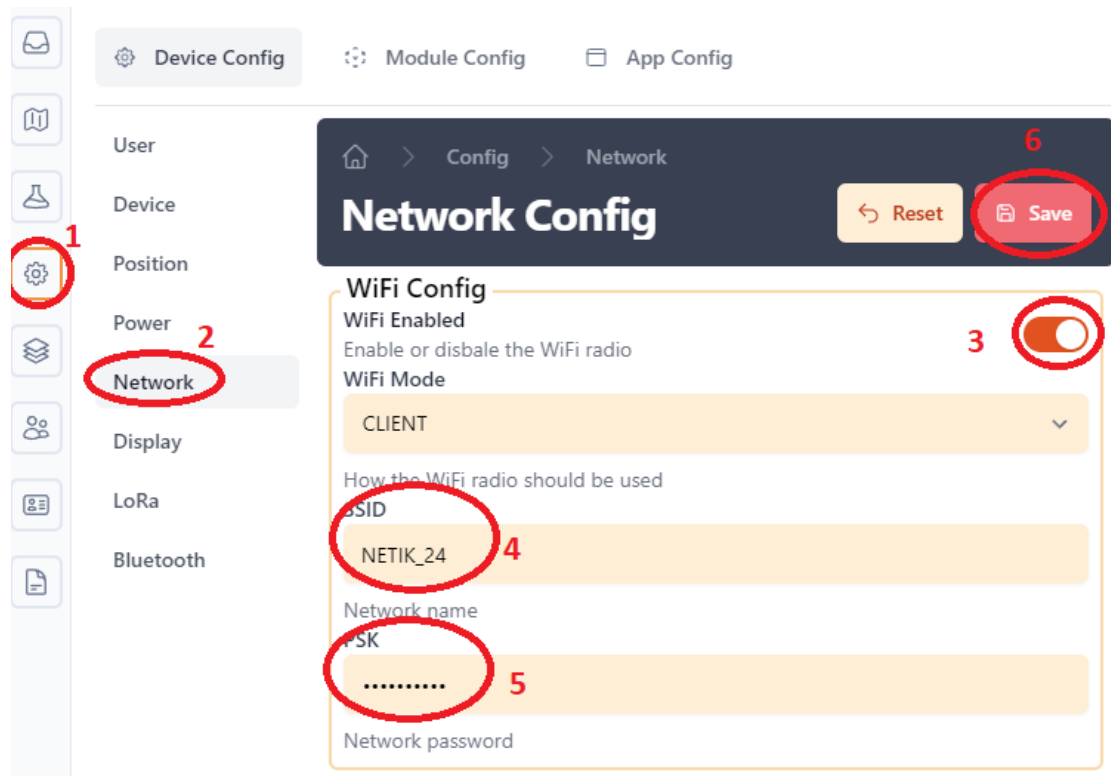 Device Config Module Config App Config
1
User
Device
Position
Power
2
Network
Display
LoRa
Bluetooth
Config Network
6
Network Config Reset Save
WiFi Config
WiFi Enabled
3
Enable or disbale the WiFi radio
WiFi Mode
CLIENT
How the WiFi radio should be used
SSID
NETIK_24 4
Network name
PSK
•••••••••• 5
Network password